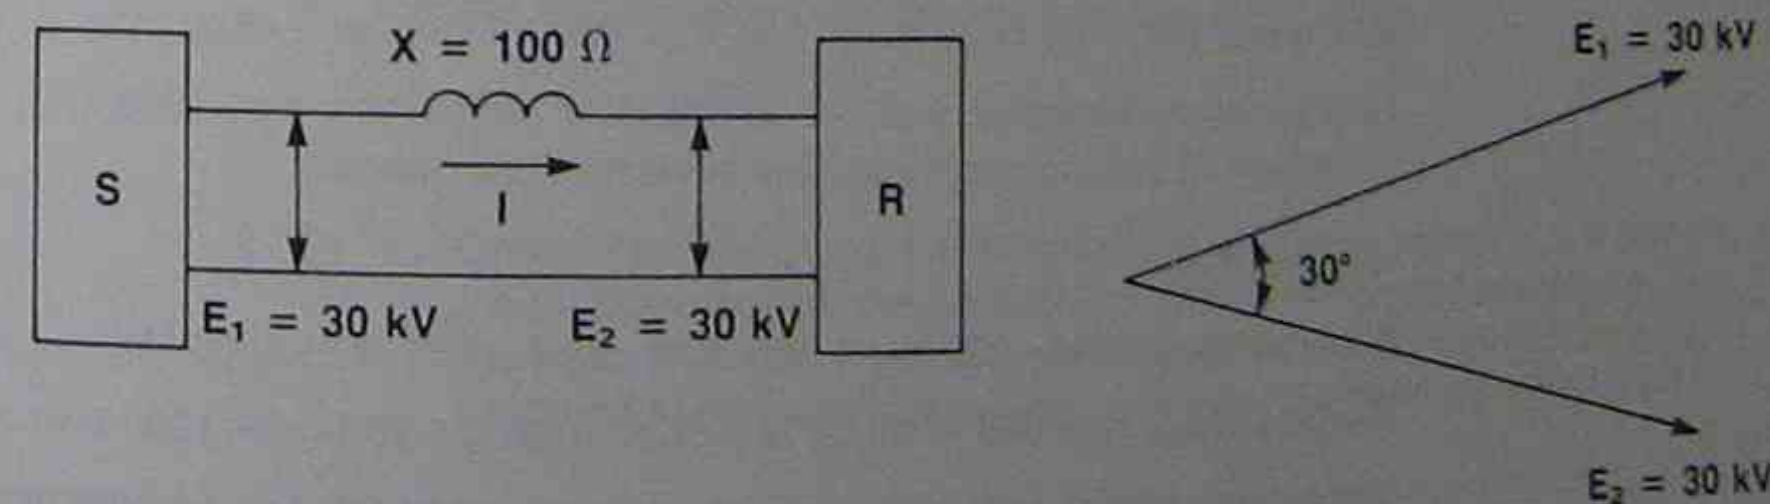 X = 100 Ω
S
I
R
E₁ = 30 kV
E₂ = 30 kV
E₁ = 30 kV
30°
E₂ = 30 kV